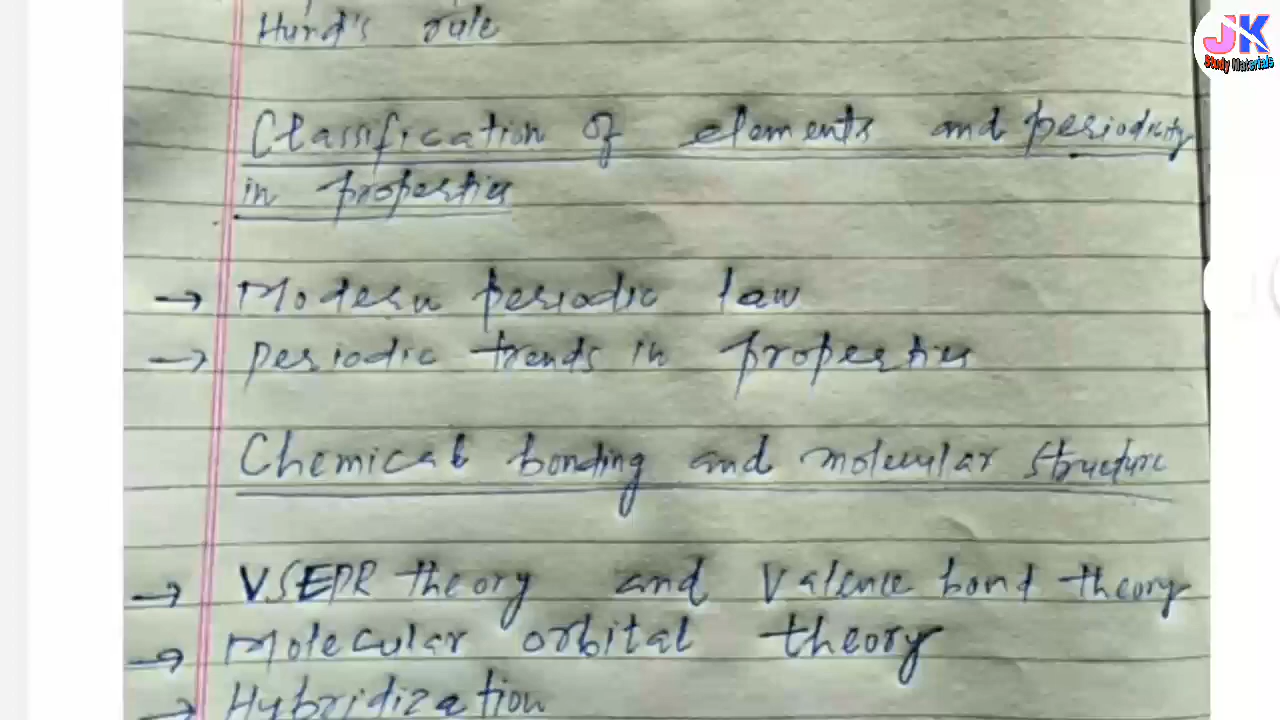 Hund's rule
JK
Study Materials
Classification of elements and periodicity
in properties
→ Modern periodic law
→ periodic trends in properties
Chemical bonding and molecular structure
→ VSEPR theory and Valence bond theory
→ Molecular orbital theory
→ Hybridization